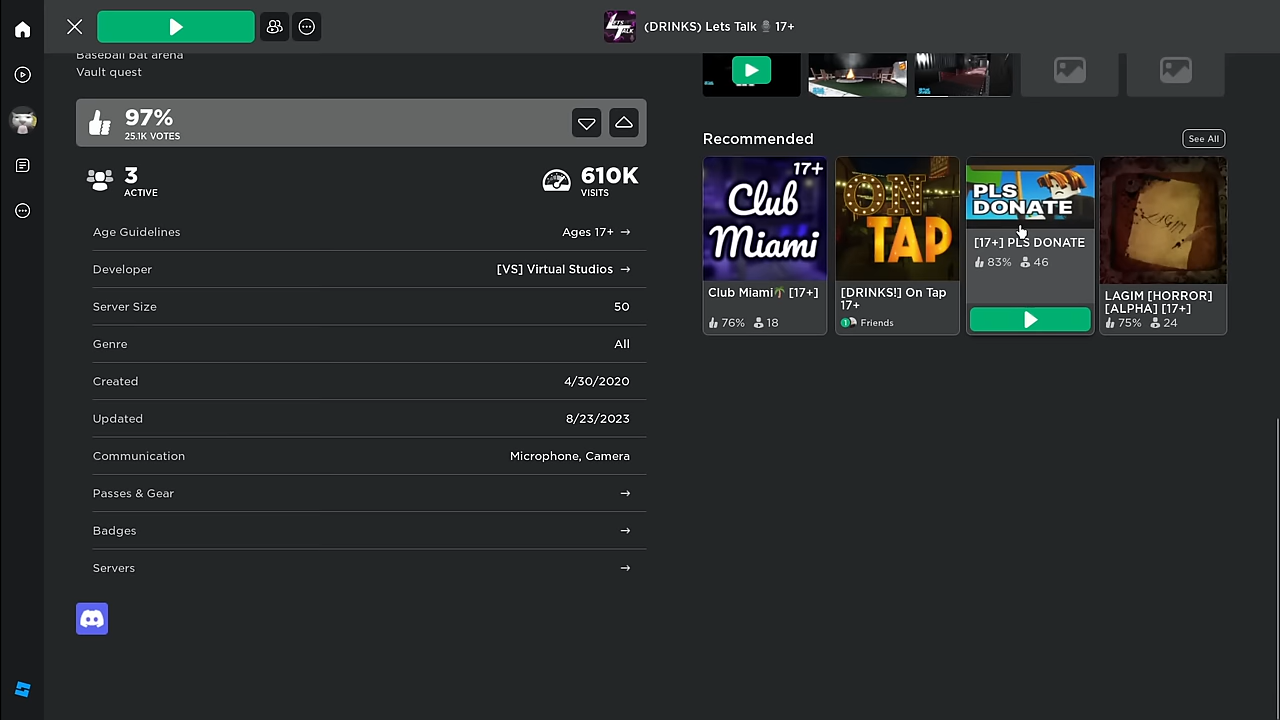 (DRINKS) Lets Talk 🎙 17+
Baseball bat arena
Vault quest
97%
25.1K VOTES
3
ACTIVE
610K
VISITS
Age Guidelines
Ages 17+ →
Developer
[VS] Virtual Studios →
Server Size
50
Genre
All
Created
4/30/2020
Updated
8/23/2023
Communication
Microphone, Camera
Passes & Gear
→
Badges
→
Servers
→
Recommended
See All
17+
Club
Miami
Club Miami🌴 [17+]
76% 18
ON
TAP
[DRINKS!] On Tap
17+
1 Friends
PLS
DONATE
[17+] PLS DONATE
83% 46
LAGIM [HORROR]
[ALPHA] [17+]
75% 24